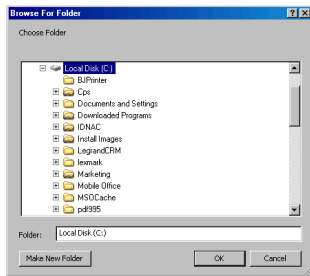 Browse For Folder
Choose Folder
Local Disk (C:)
BJPrinter
Cps
Documents and Settings
Downloaded Programs
IDNAC
Install Images
LegrandCRM
lexmark
Marketing
Mobile Office
MSOCache
pdf995
Folder: Local Disk (C:)
Make New Folder OK Cancel